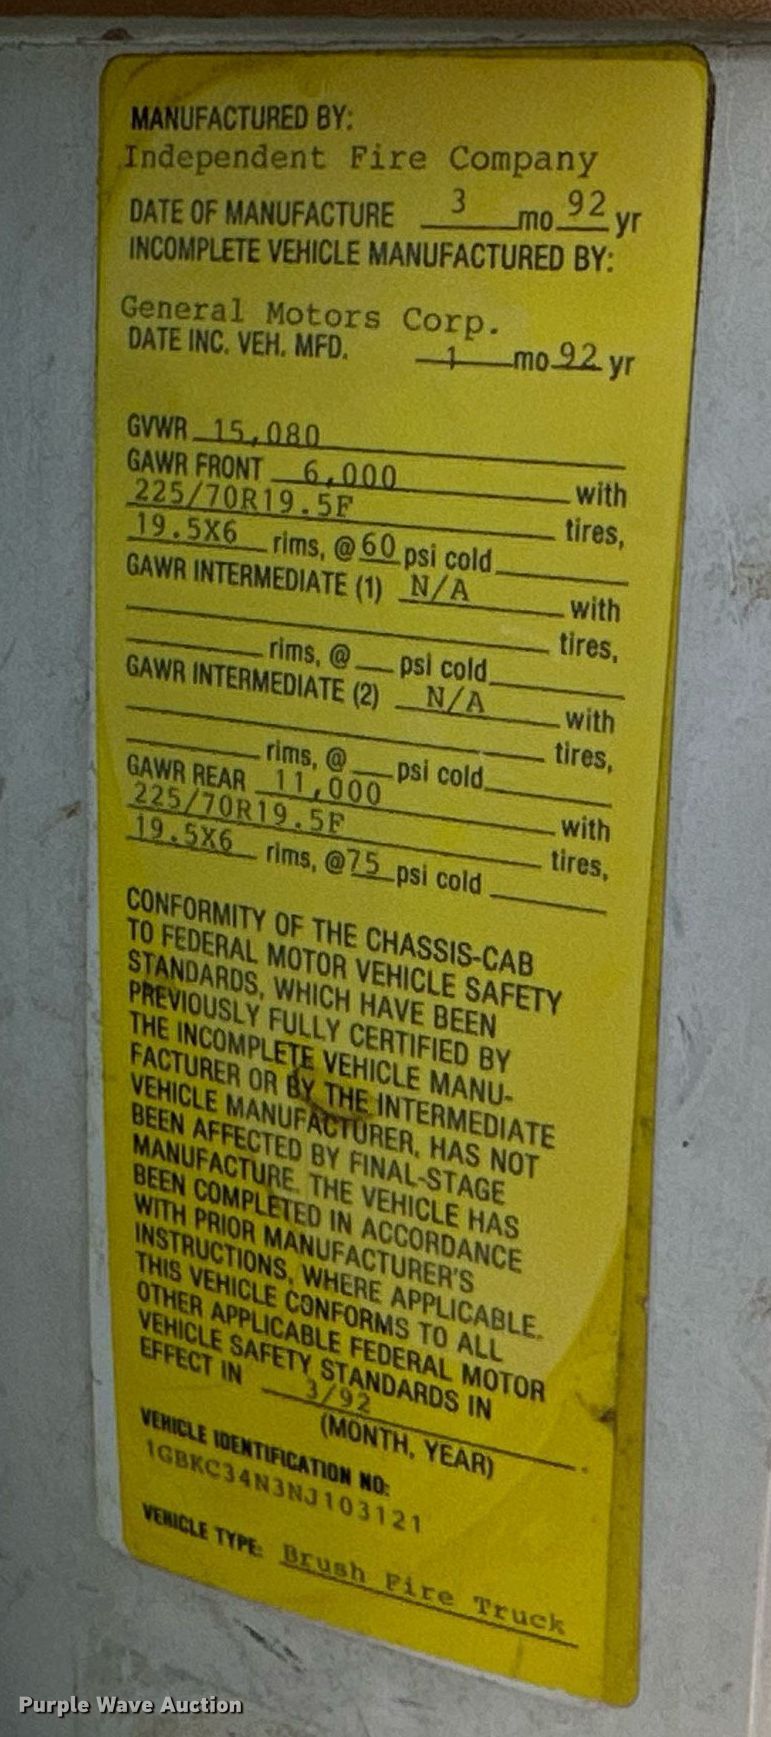 MANUFACTURED BY:
Independent Fire Company
DATE OF MANUFACTURE 3 mo 92 yr
INCOMPLETE VEHICLE MANUFACTURED BY:
General Motors Corp.
DATE INC. VEH. MFD. 1 mo 92 yr
GVWR 15,080
GAWR FRONT 6,000 with
225/70R19.5F tires,
19.5X6 rims, @ 60 psi cold
GAWR INTERMEDIATE (1) N/A with
tires,
rims, @ psi cold
GAWR INTERMEDIATE (2) N/A with
tires,
rims, @ psi cold
GAWR REAR 11,000 with
225/70R19.5F tires,
19.5X6 rims, @ 75 psi cold
CONFORMITY OF THE CHASSIS-CAB
TO FEDERAL MOTOR VEHICLE SAFETY
STANDARDS, WHICH HAVE BEEN
PREVIOUSLY FULLY CERTIFIED BY
THE INCOMPLETE VEHICLE MANU-
FACTURER OR BY THE INTERMEDIATE
VEHICLE MANUFACTURER, HAS NOT
BEEN AFFECTED BY FINAL-STAGE
MANUFACTURE. THE VEHICLE HAS
BEEN COMPLETED IN ACCORDANCE
WITH PRIOR MANUFACTURER'S
INSTRUCTIONS, WHERE APPLICABLE.
THIS VEHICLE CONFORMS TO ALL
OTHER APPLICABLE FEDERAL MOTOR
VEHICLE SAFETY STANDARDS IN
EFFECT IN 3/92.
(MONTH, YEAR)
VEHICLE IDENTIFICATION NO:
1GBKC34N3NJ103121
VEHICLE TYPE: Brush Fire Truck
Purple Wave Auction